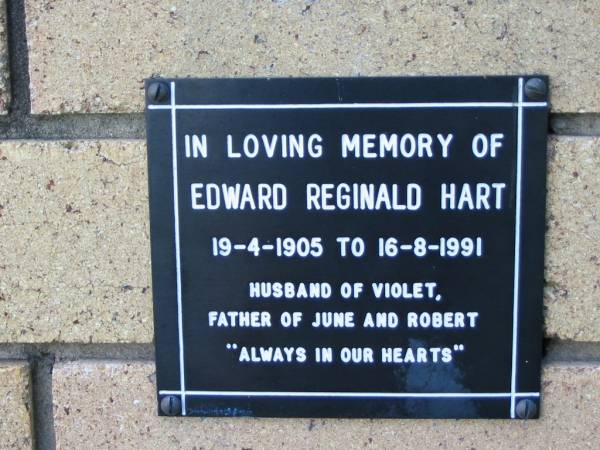 IN LOVING MEMORY OF
EDWARD REGINALD HART
19-4-1905 TO 16-8-1991
HUSBAND OF VIOLET,
FATHER OF JUNE AND ROBERT
"ALWAYS IN OUR HEARTS"